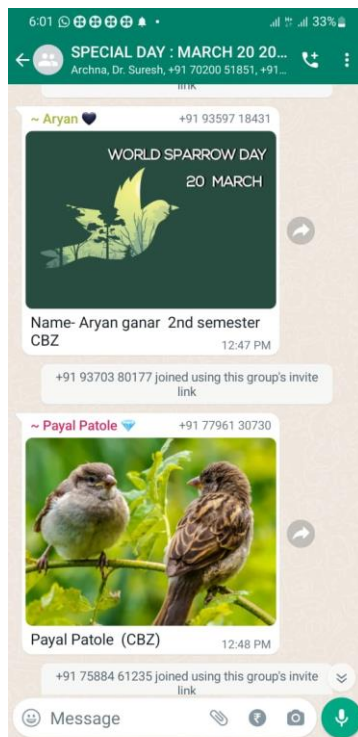 6:01 33%
SPECIAL DAY : MARCH 20 20...
Archna, Dr. Suresh, +91 70200 51851, +91...
link
~ Aryan 🖤 +91 93597 18431
WORLD SPARROW DAY
20 MARCH
Name- Aryan ganar 2nd semester
CBZ
12:47 PM
+91 93703 80177 joined using this group's invite
link
~ Payal Patole 💎 +91 77961 30730
Payal Patole (CBZ) 12:48 PM
+91 75884 61235 joined using this group's invite
link
Message ₹